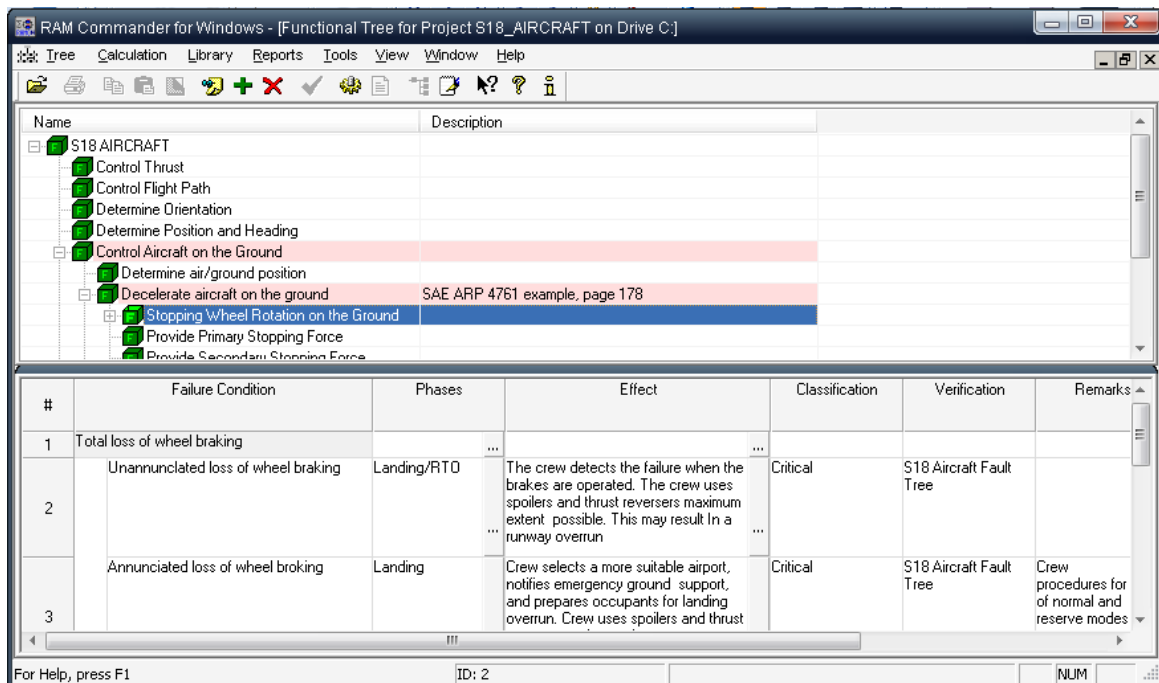 RAM Commander for Windows - [Functional Tree for Project S18_AIRCRAFT on Drive C:]
Tree Calculation Library Reports Tools View Window Help
Name Description
S18 AIRCRAFT
Control Thrust
Control Flight Path
Determine Orientation
Determine Position and Heading
Control Aircraft on the Ground
Determine air/ground position
Decelerate aircraft on the ground SAE ARP 4761 example, page 178
Stopping Wheel Rotation on the Ground
Provide Primary Stopping Force
Provide Secondary Stopping Force
# Failure Condition Phases Effect Classification Verification Remarks
1 Total loss of wheel braking ... ...
Unannunclated loss of wheel braking Landing/RTO The crew detects the failure when the Critical S18 Aircraft Fault
brakes are operated. The crew uses Tree
spoilers and thrust reversers maximum
2 extent possible. This may result In a
... runway overrun ...
Annunciated loss of wheel broking Landing Crew selects a more suitable airport, Critical S18 Aircraft Fault Crew
notifies emergency ground support, Tree procedures for
and prepares occupants for landing of normal and
3 overrun. Crew uses spoilers and thrust reserve modes
For Help, press F1 ID: 2 NUM